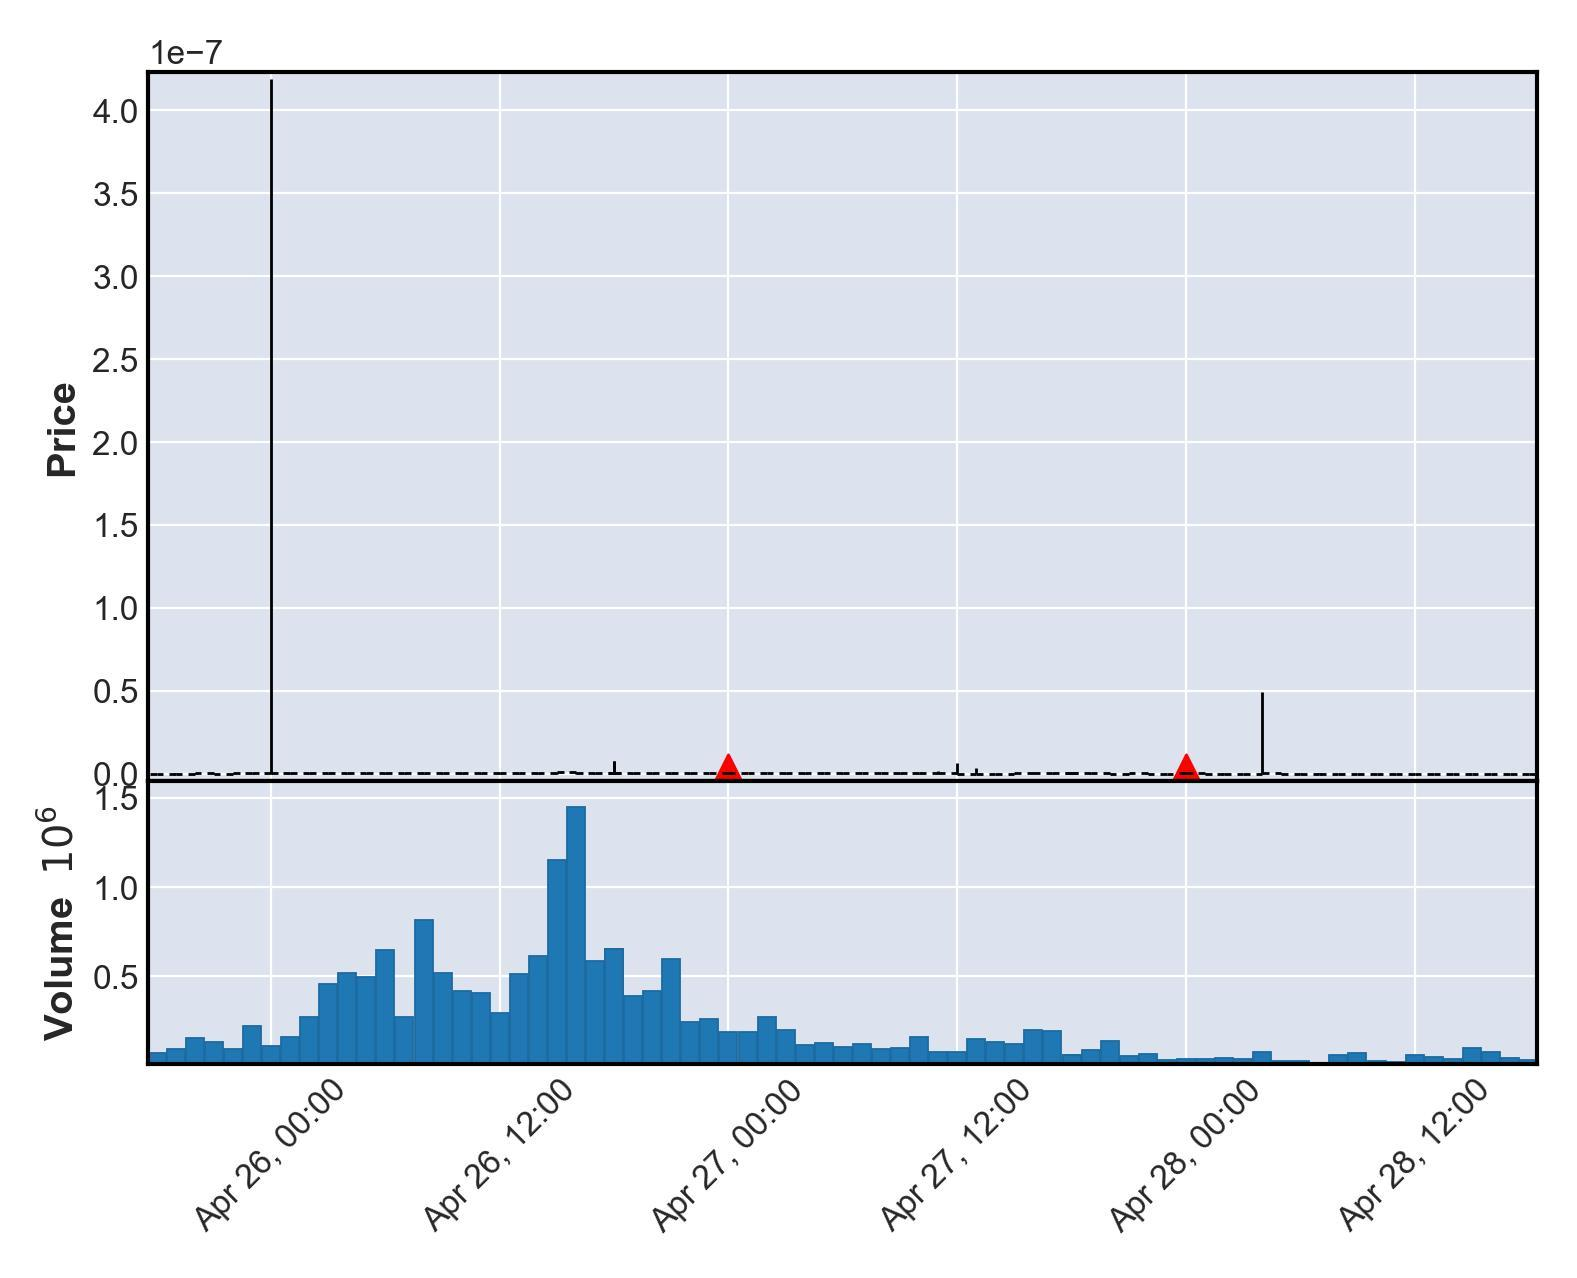 1e−7
4.0
3.5
3.0
2.5
2.0
1.5
1.0
0.5
0.0
Price
1.5
1.0
0.5
Volume 10⁶
Apr 26, 00:00
Apr 26, 12:00
Apr 27, 00:00
Apr 27, 12:00
Apr 28, 00:00
Apr 28, 12:00